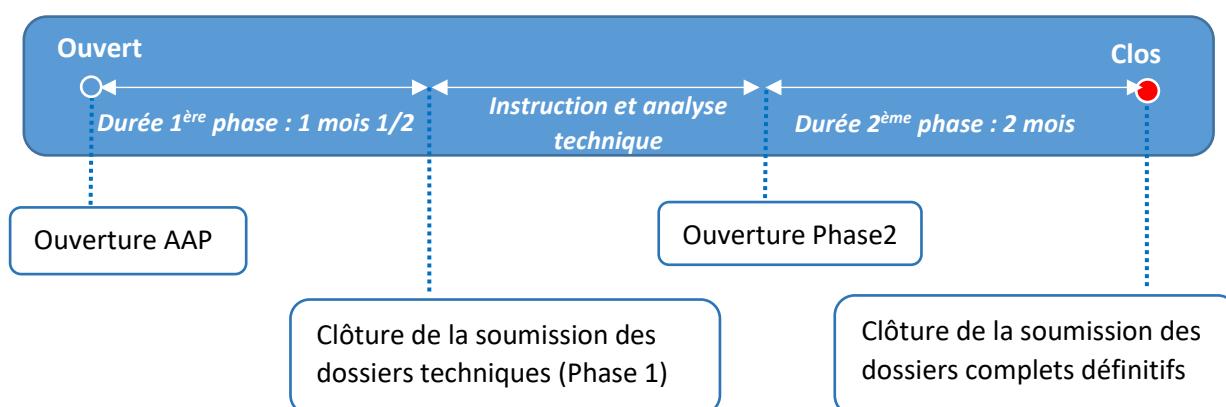 Ouvert
Clos
Durée 1ère phase : 1 mois 1/2
Instruction et analyse
technique
Durée 2ème phase : 2 mois
Ouverture AAP
Ouverture Phase2
Clôture de la soumission des
dossiers techniques (Phase 1)
Clôture de la soumission des
dossiers complets définitifs